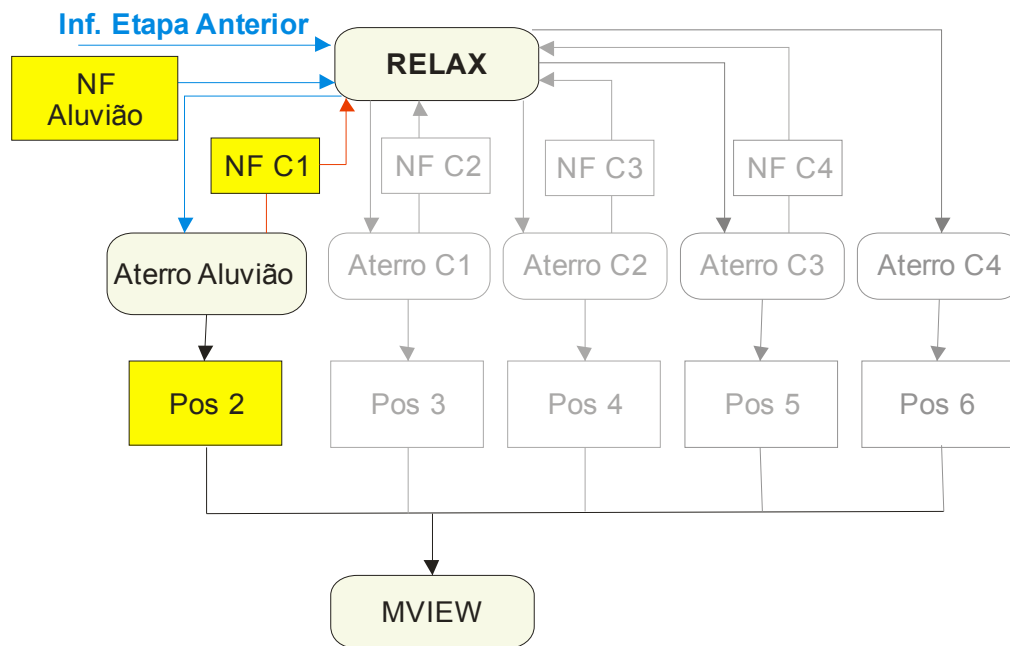 Inf. Etapa Anterior
RELAX
NF
Aluvião
NF C1
NF C2
NF C3
NF C4
Aterro Aluvião
Aterro C1
Aterro C2
Aterro C3
Aterro C4
Pos 2
Pos 3
Pos 4
Pos 5
Pos 6
MVIEW